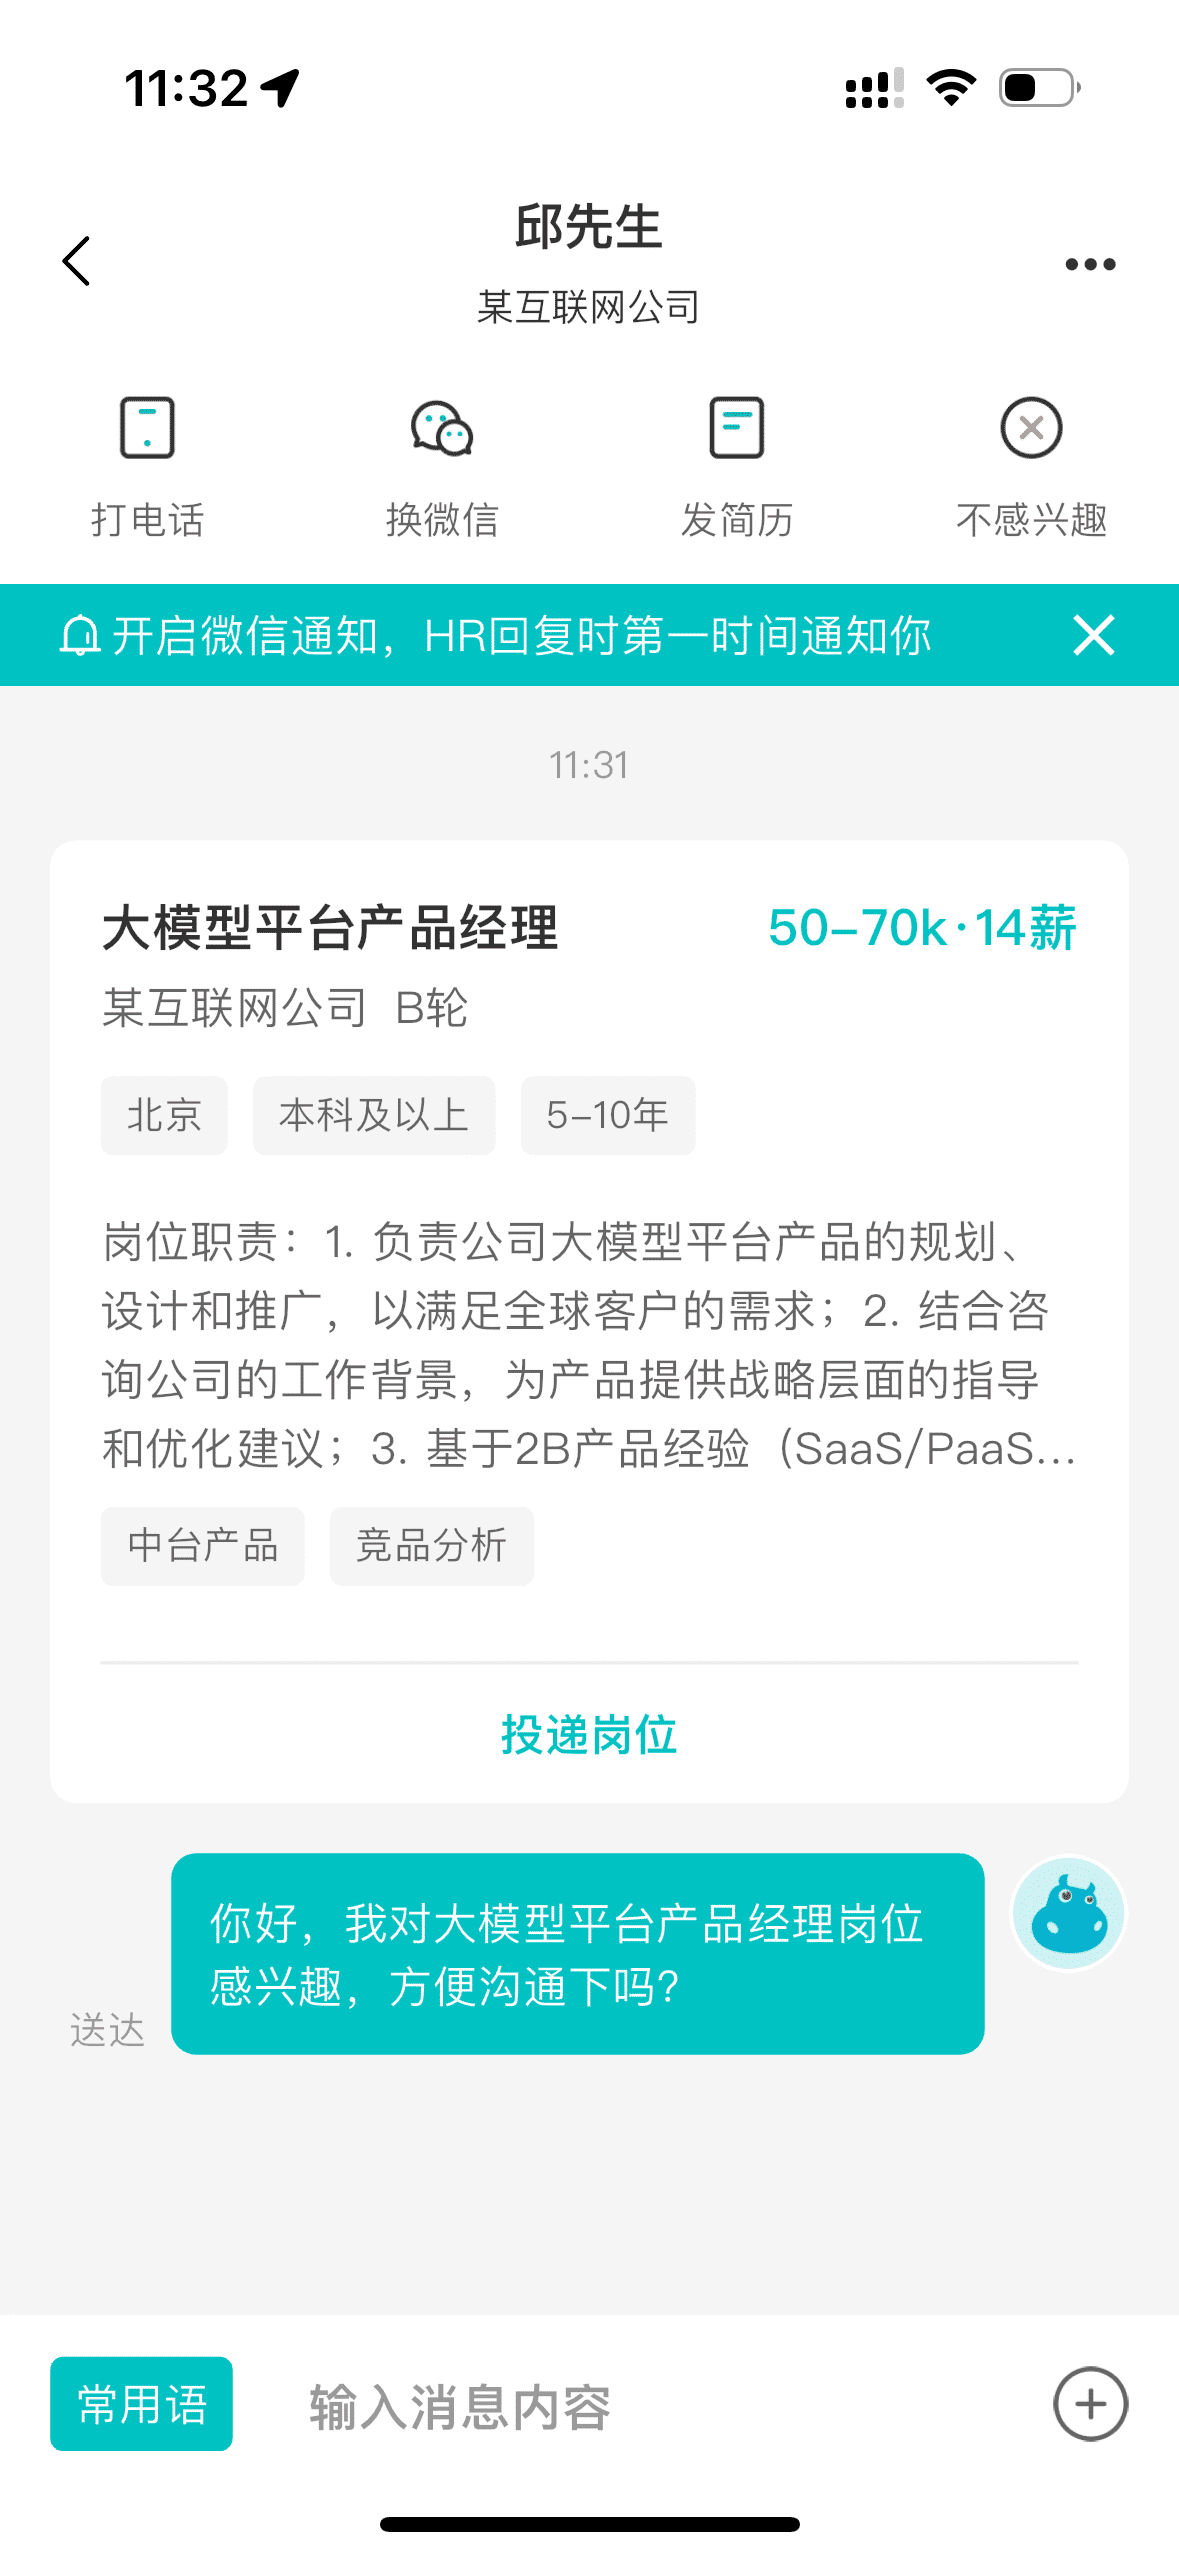 11:32
邱先生
某互联网公司
打电话
换微信
发简历
不感兴趣
开启微信通知，HR回复时第一时间通知你
11:31
大模型平台产品经理
50-70k·14薪
某互联网公司 B轮
北京
本科及以上
5-10年
岗位职责：1. 负责公司大模型平台产品的规划、
设计和推广，以满足全球客户的需求；2. 结合咨
询公司的工作背景，为产品提供战略层面的指导
和优化建议；3. 基于2B产品经验（SaaS/PaaS...
中台产品
竞品分析
投递岗位
你好，我对大模型平台产品经理岗位
感兴趣，方便沟通下吗？
送达
常用语
输入消息内容